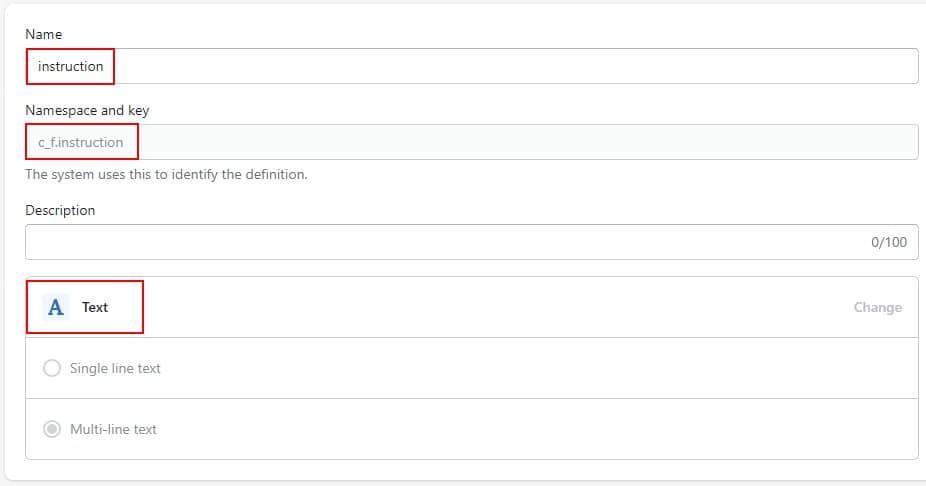 Name
instruction
Namespace and key
c_f.instruction
The system uses this to identify the definition.
Description
0/100
A Text Change
Single line text
Multi-line text